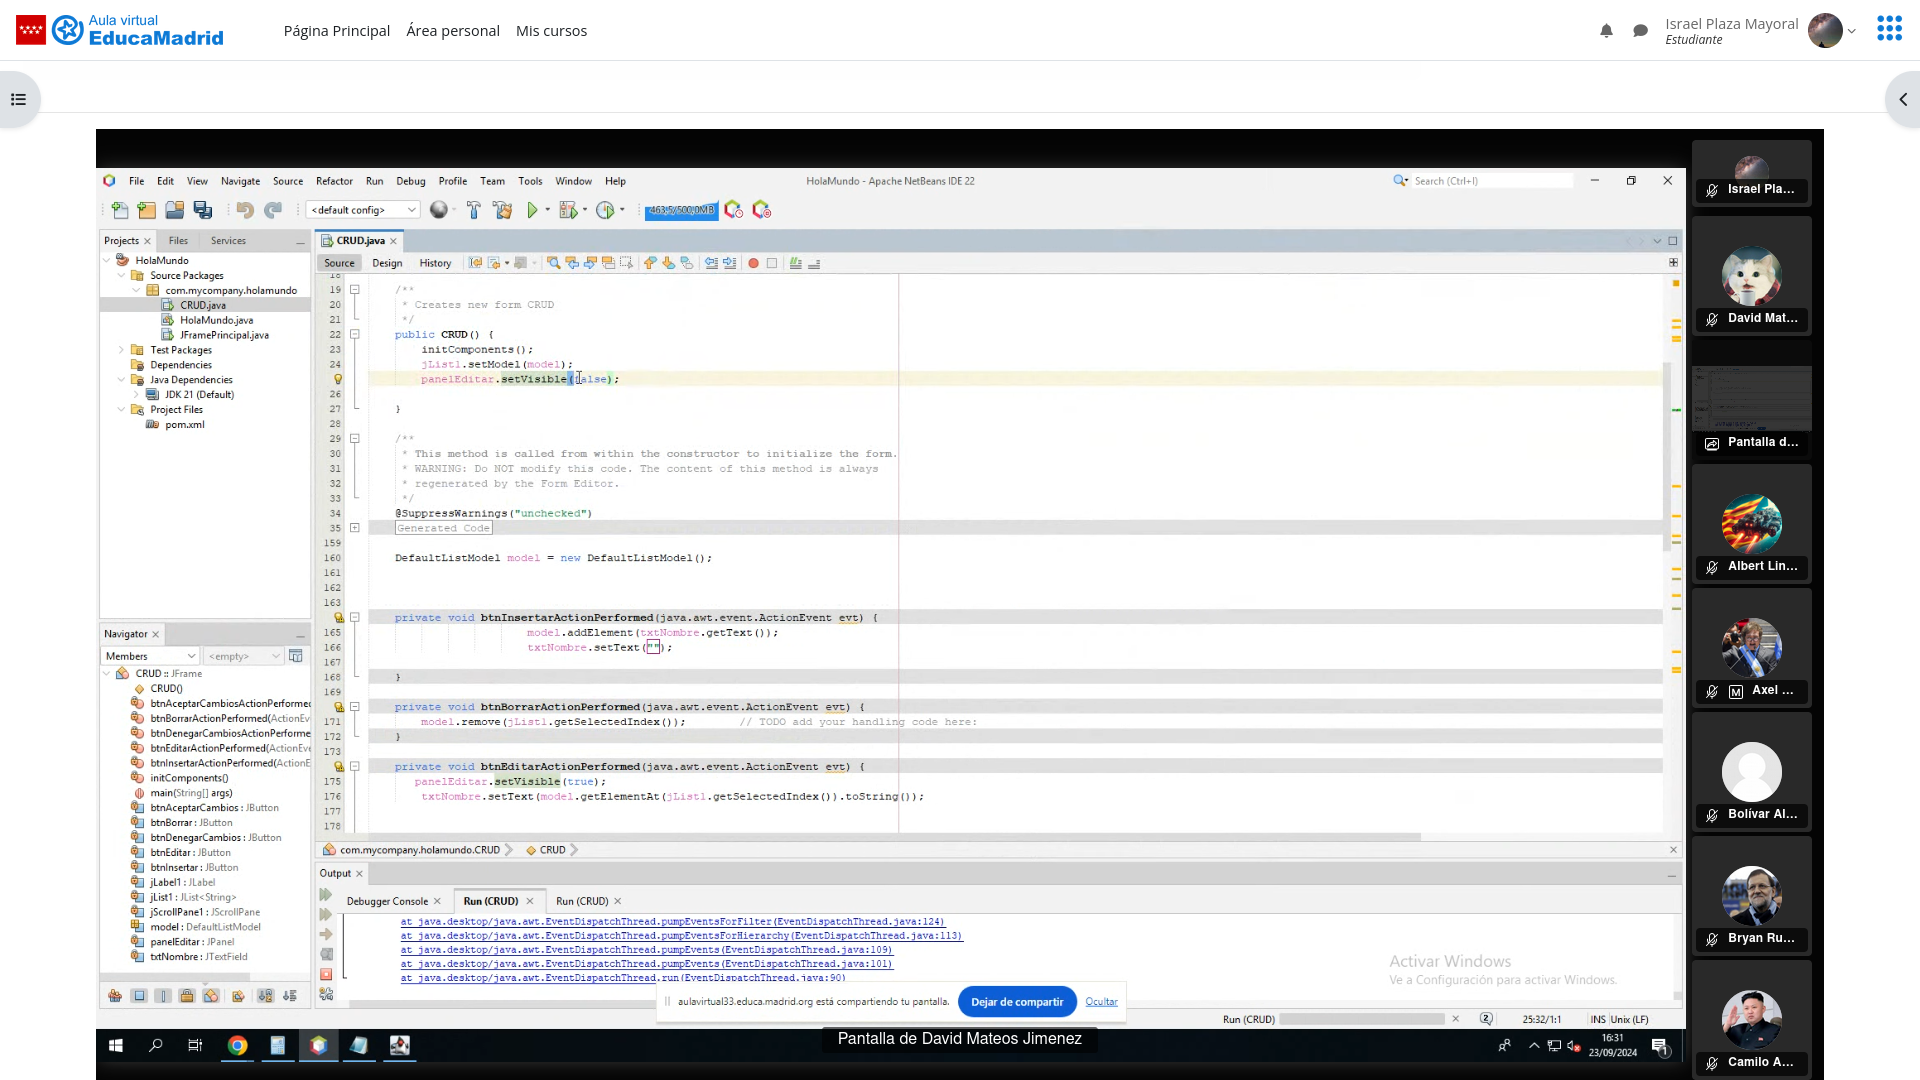 Aula virtual
EducaMadrid
Página Principal
Área personal
Mis cursos
Israel Plaza Mayoral
Estudiante
File Edit View Navigate Source Refactor Run Debug Profile Team Tools Window Help
HolaMundo - Apache NetBeans IDE 22
Search (Ctrl+I)
<default config>
463,5/500,0MB
Projects
Files
Services
HolaMundo
Source Packages
com.mycompany.holamundo
CRUD.java
HolaMundo.java
JFramePrincipal.java
Test Packages
Dependencies
Java Dependencies
JDK 21 (Default)
Project Files
pom.xml
Navigator
Members
<empty>
CRUD :: JFrame
CRUD()
btnAceptarCambiosActionPerformed
btnBorrarActionPerformed(ActionEv
btnDenegarCambiosActionPerforme
btnEditarActionPerformed(ActionEve
btnInsertarActionPerformed(ActionE
initComponents()
main(String[] args)
btnAceptarCambios : JButton
btnBorrar : JButton
btnDenegarCambios : JButton
btnEditar : JButton
btnInsertar : JButton
jLabel1 : JLabel
jList1 : JList<String>
jScrollPane1 : JScrollPane
model : DefaultListModel
panelEditar : JPanel
txtNombre : JTextField
CRUD.java
Source
Design
History
18
19 /**
20 * Creates new form CRUD
21 */
22 public CRUD() {
23 initComponents();
24 jList1.setModel(model);
panelEditar.setVisible(false);
26
27 }
28
29 /**
30 * This method is called from within the constructor to initialize the form.
31 * WARNING: Do NOT modify this code. The content of this method is always
32 * regenerated by the Form Editor.
33 */
34 @SuppressWarnings("unchecked")
35 Generated Code
159
160 DefaultListModel model = new DefaultListModel();
161
162
163
private void btnInsertarActionPerformed(java.awt.event.ActionEvent evt) {
165 model.addElement(txtNombre.getText());
166 txtNombre.setText("");
167
168 }
169
private void btnBorrarActionPerformed(java.awt.event.ActionEvent evt) {
171 model.remove(jList1.getSelectedIndex()); // TODO add your handling code here:
172 }
173
private void btnEditarActionPerformed(java.awt.event.ActionEvent evt) {
175 panelEditar.setVisible(true);
176 txtNombre.setText(model.getElementAt(jList1.getSelectedIndex()).toString());
177
178
com.mycompany.holamundo.CRUD
CRUD
Output
Debugger Console
Run (CRUD)
Run (CRUD)
at java.desktop/java.awt.EventDispatchThread.pumpEventsForFilter(EventDispatchThread.java:124)
at java.desktop/java.awt.EventDispatchThread.pumpEventsForHierarchy(EventDispatchThread.java:113)
at java.desktop/java.awt.EventDispatchThread.pumpEvents(EventDispatchThread.java:109)
at java.desktop/java.awt.EventDispatchThread.pumpEvents(EventDispatchThread.java:101)
at java.desktop/java.awt.EventDispatchThread.run(EventDispatchThread.java:90)
Activar Windows
Ve a Configuración para activar Windows.
aulavirtual33.educa.madrid.org está compartiendo tu pantalla.
Dejar de compartir
Ocultar
Run (CRUD)
2
25:32/1:1
INS
Unix (LF)
Pantalla de David Mateos Jimenez
16:31
23/09/2024
1
Israel Pla...
David Mat...
Pantalla d...
Albert Lin...
M
Axel ...
Bolívar Al...
Bryan Ru...
Camilo A...